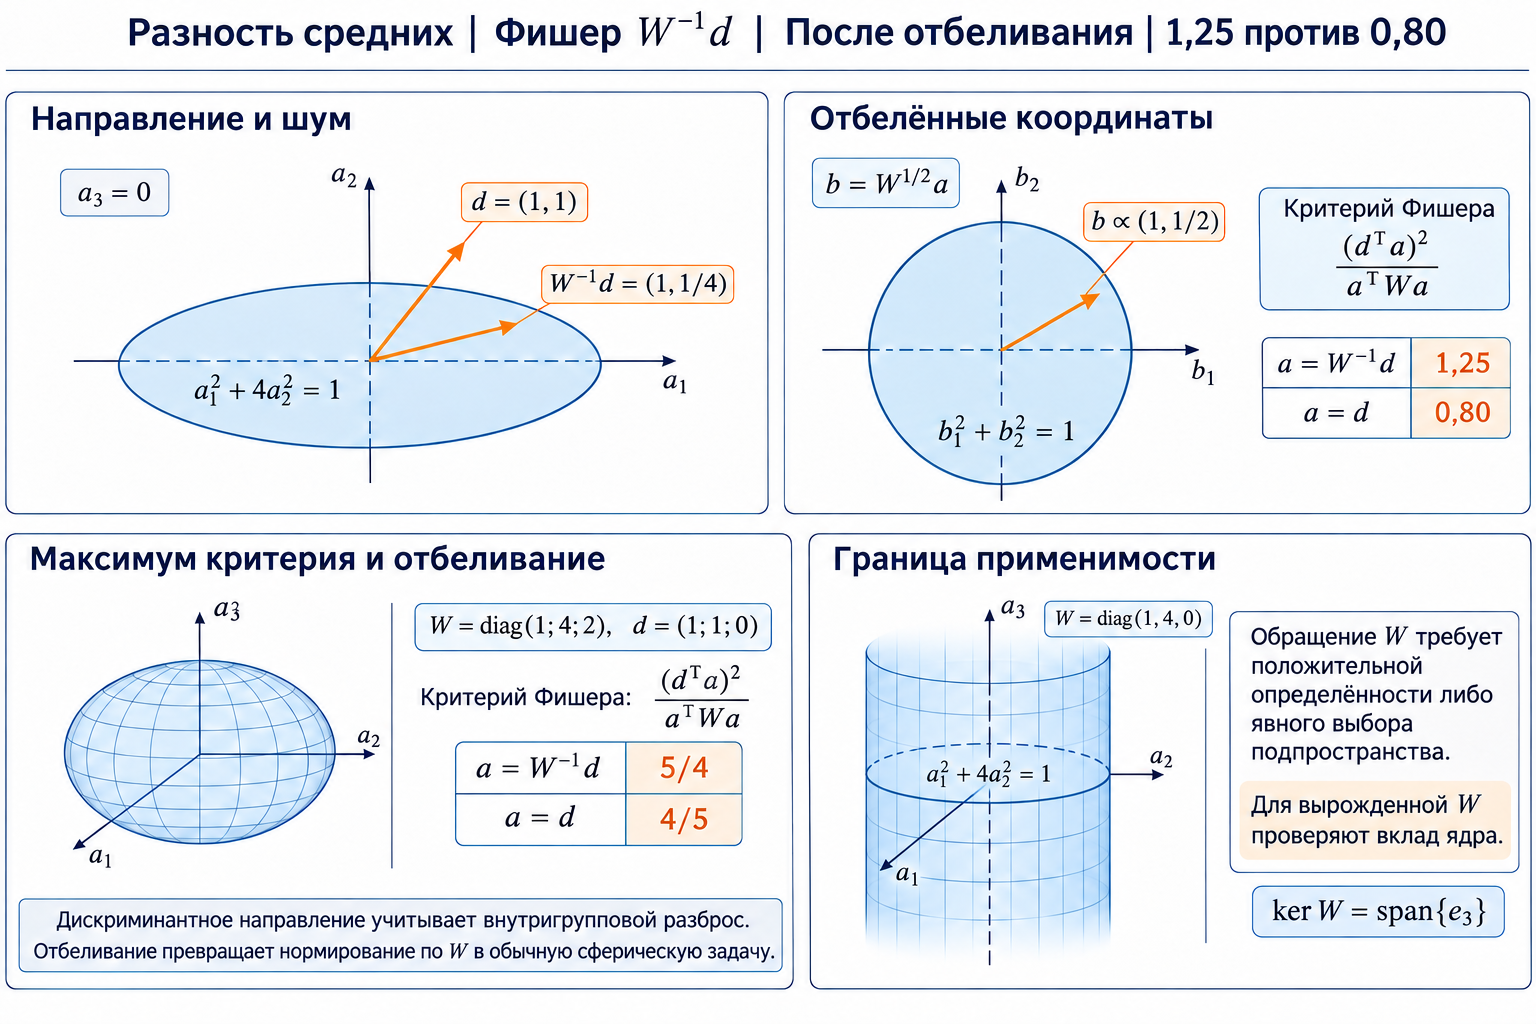 Разность средних | Фишер W⁻¹d | После отбеливания | 1,25 против 0,80
Направление и шум
a₃ = 0
a₂
d = (1, 1)
W⁻¹d = (1, 1/4)
a₁² + 4a₂² = 1
a₁
Отбелённые координаты
b = W^{1/2}a
b₂
b ∝ (1, 1/2)
b₁
b₁² + b₂² = 1
Критерий Фишера
(dᵀa)²
aᵀWa
a = W⁻¹d 1,25
a = d 0,80
Максимум критерия и отбеливание
a₃
a₂
a₁
W = diag(1; 4; 2), d = (1; 1; 0)
Критерий Фишера: (dᵀa)²
aᵀWa
a = W⁻¹d 5/4
a = d 4/5
Дискриминантное направление учитывает внутригрупповой разброс.
Отбеливание превращает нормирование по W в обычную сферическую задачу.
Граница применимости
a₃
W = diag(1, 4, 0)
a₂
a₁² + 4a₂² = 1
a₁
Обращение W требует
положительной
определённости либо
явного выбора
подпространства.
Для вырожденной W
проверяют вклад ядра.
ker W = span{e₃}